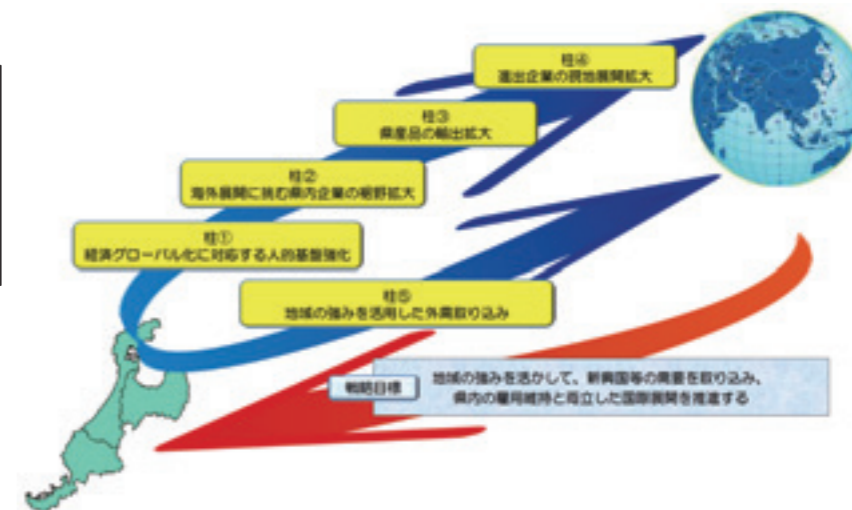 柱④
進出企業の現地展開拡大
柱③
県産品の輸出拡大
柱②
海外展開に挑む県内企業の裾野拡大
柱①
経済グローバル化に対応する人的基盤強化
柱⑤
地域の強みを活用した外需取り込み
戦略目標
地域の強みを活かして、新興国等の需要を取り込み、
県内の雇用維持と両立した国際展開を推進する